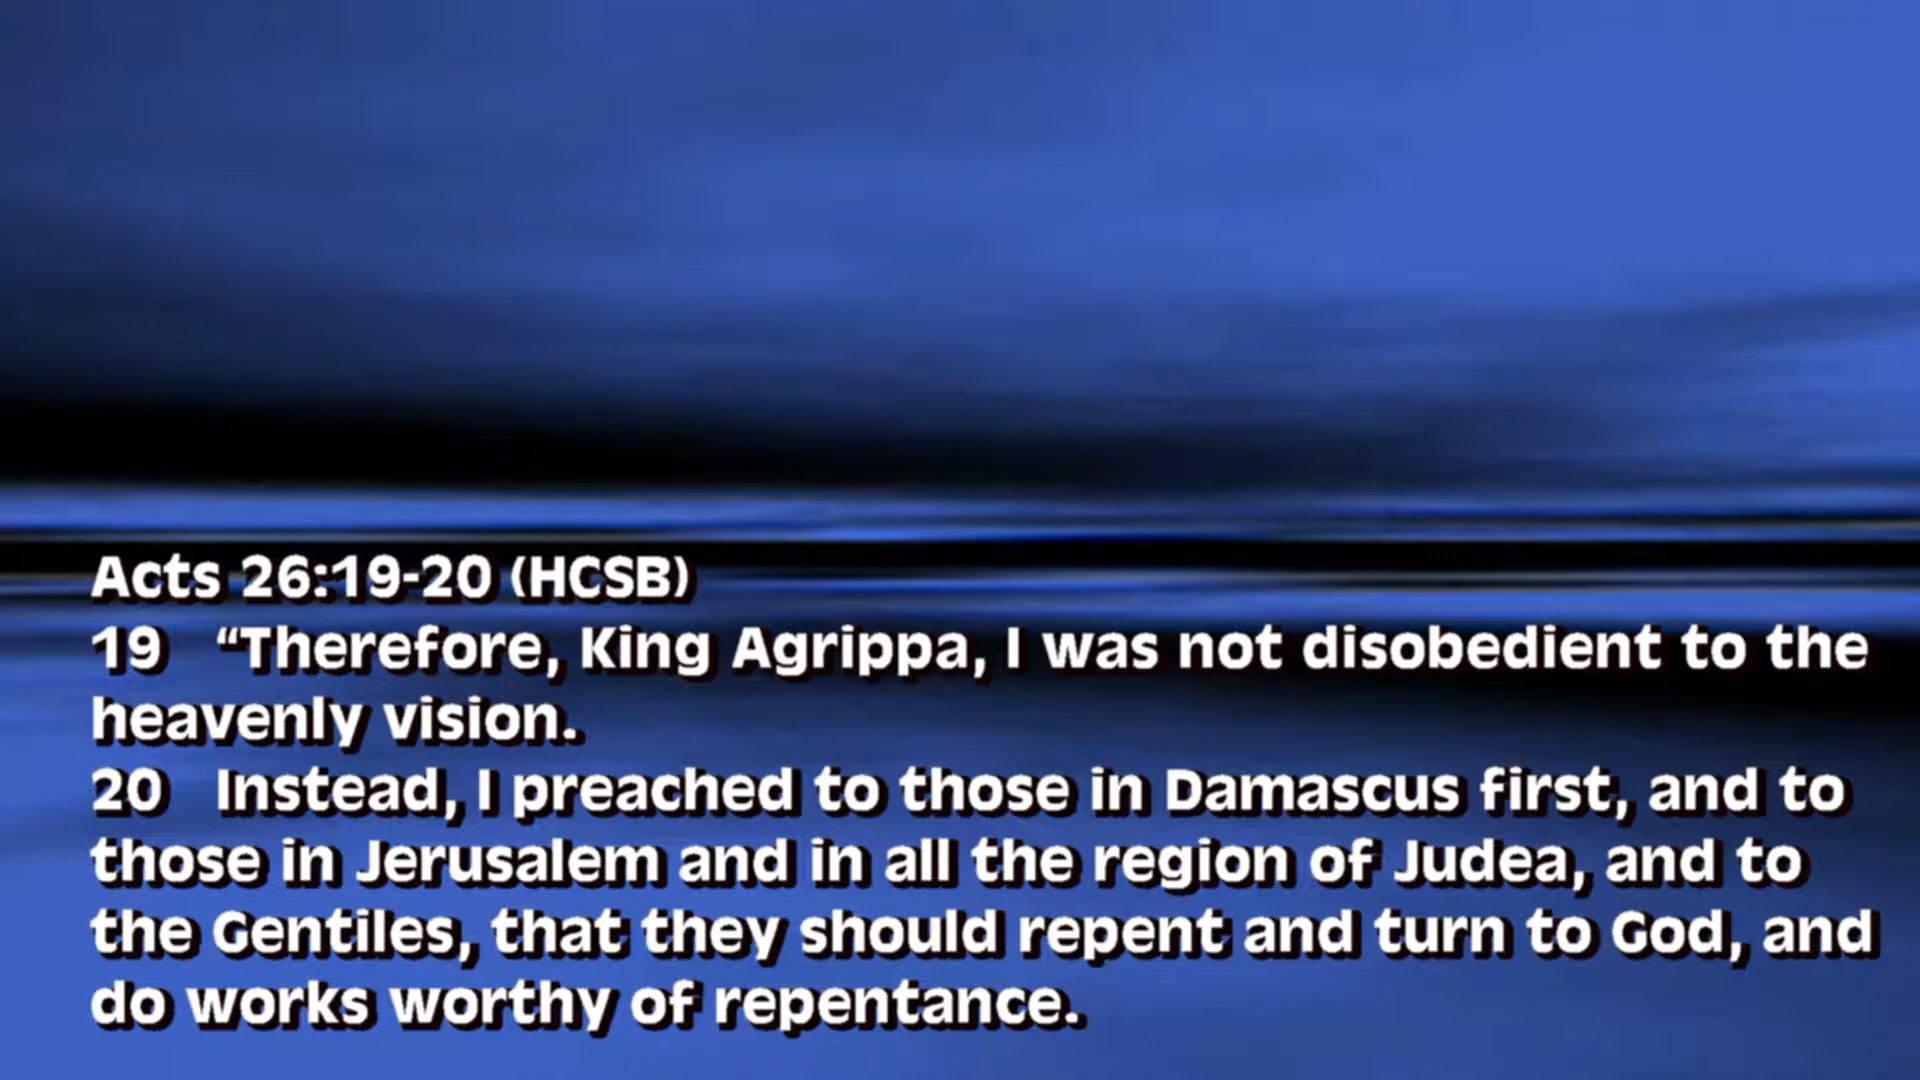 Acts 26:19-20 (HCSB)
19 “Therefore, King Agrippa, I was not disobedient to the
heavenly vision.
20 Instead, I preached to those in Damascus first, and to
those in Jerusalem and in all the region of Judea, and to
the Gentiles, that they should repent and turn to God, and
do works worthy of repentance.